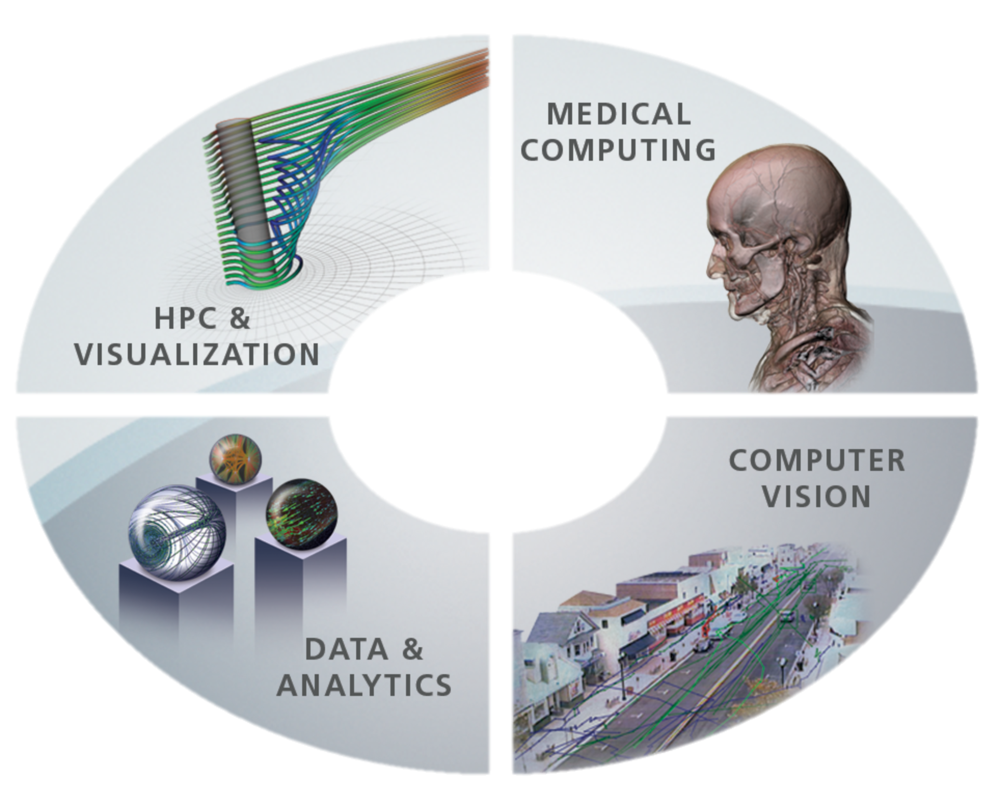 MEDICAL
COMPUTING
HPC &
VISUALIZATION
COMPUTER
VISION
DATA &
ANALYTICS